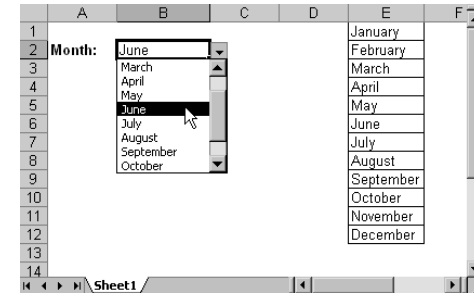 A B C D E F
1 January
2 Month: June February
3 March March
4 April April
5 May May
6 June June
7 July July
8 August August
9 September September
10 October October
11 November
12 December
13
14
Sheet1